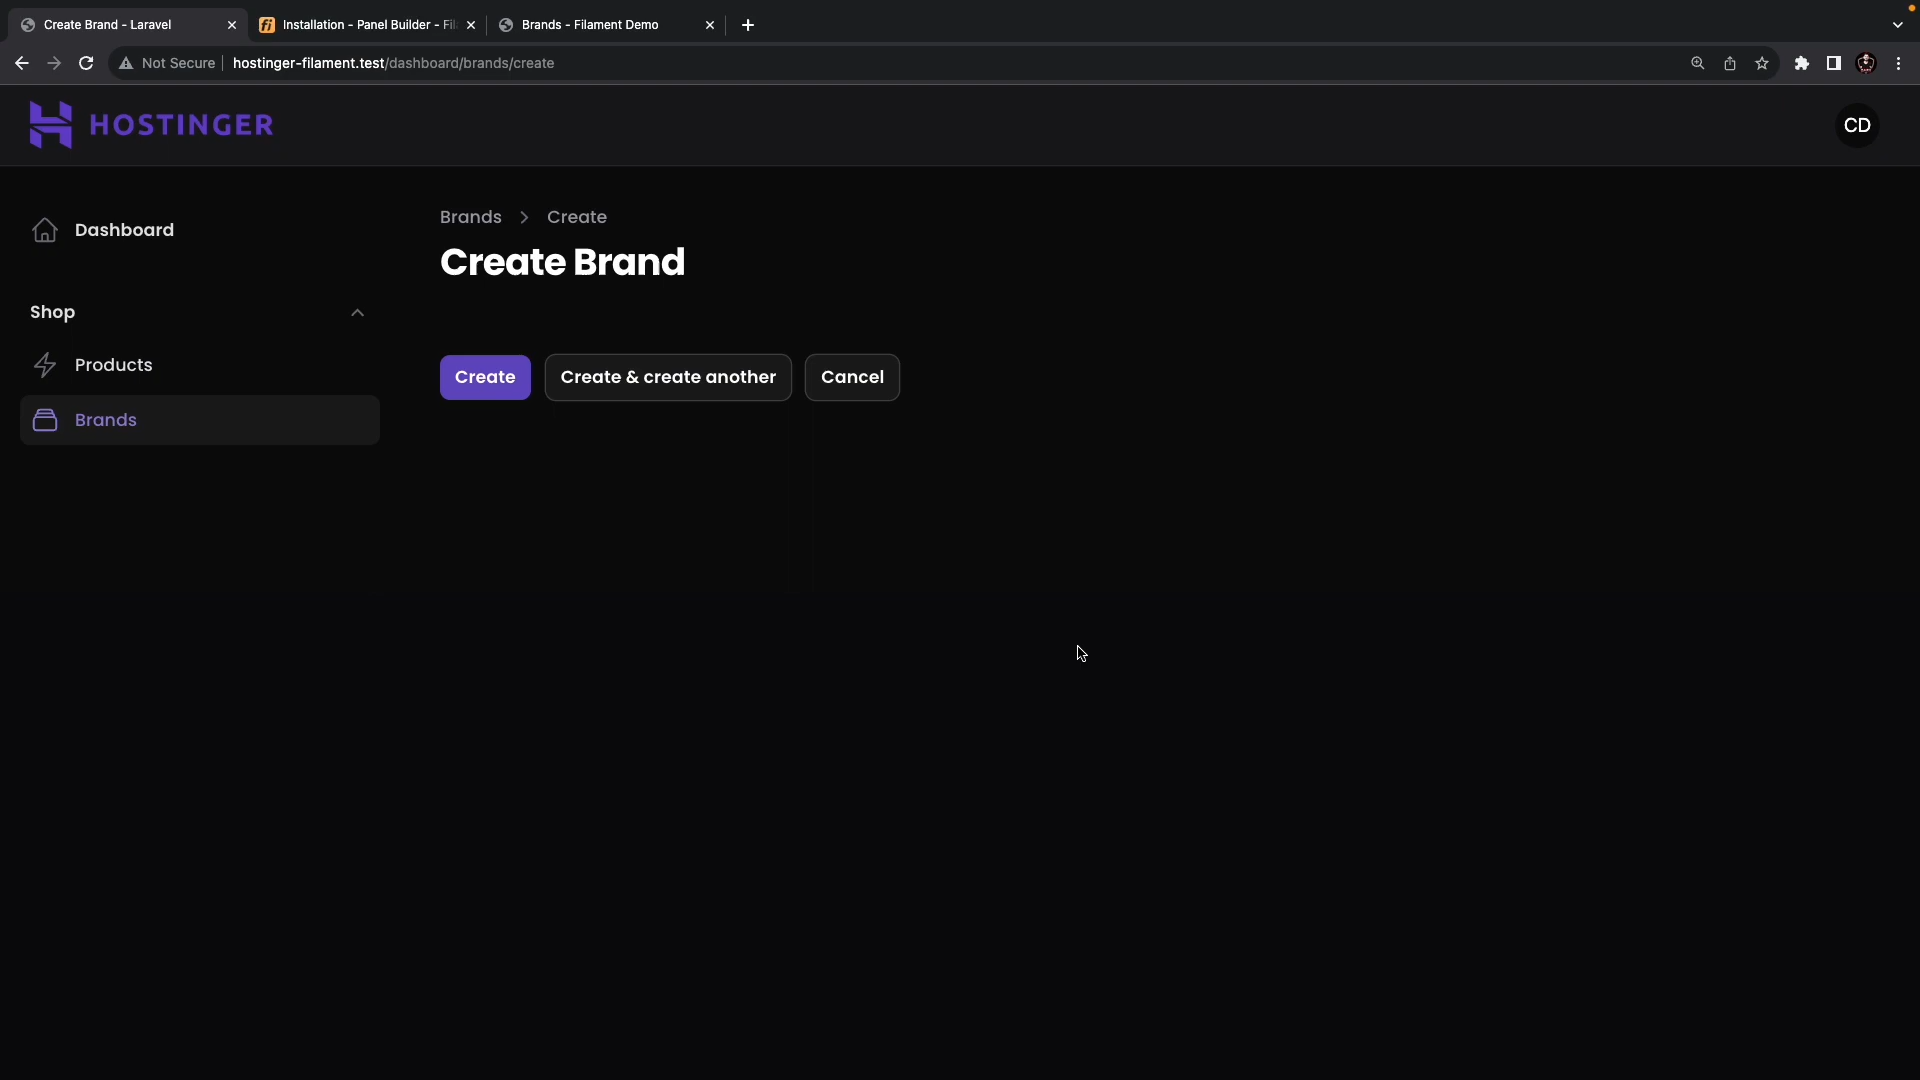 Create Brand - Laravel
Installation - Panel Builder - Fil
Brands - Filament Demo
Not Secure
hostinger-filament.test/dashboard/brands/create
HOSTINGER
CD
Dashboard
Shop
Products
Brands
Brands > Create
Create Brand
Create
Create & create another
Cancel